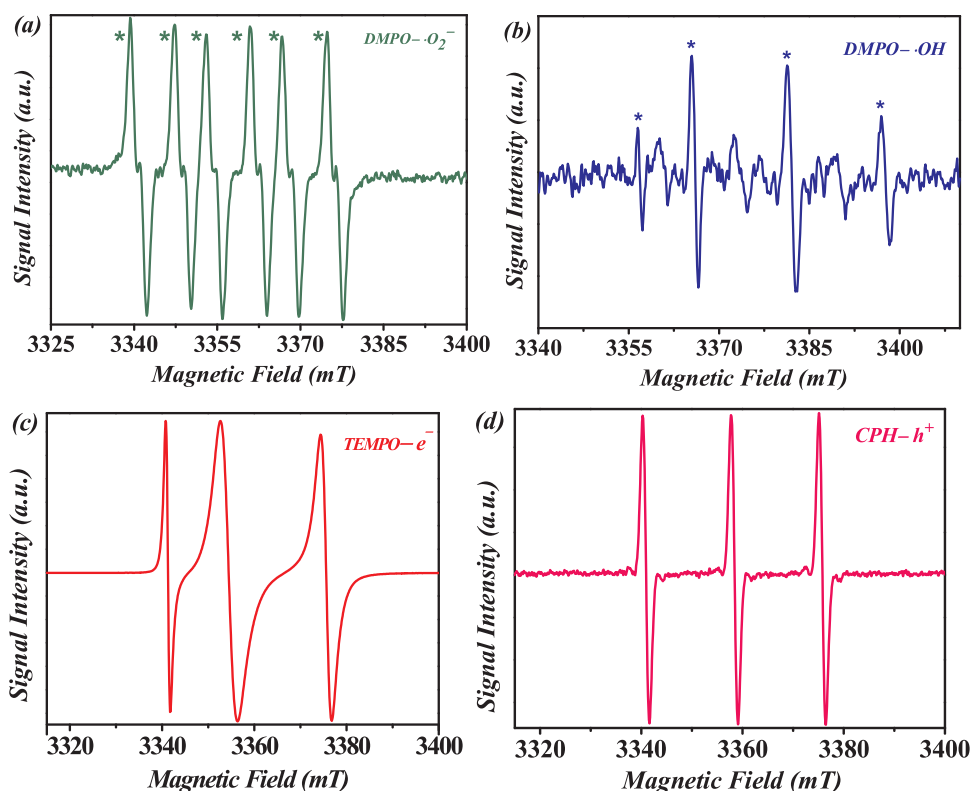 (a)
* * * * * *
DMPO– ·O₂⁻
Signal Intensity (a.u.)
3325 3340 3355 3370 3385 3400
Magnetic Field (mT)
(b)
* * * *
DMPO– ·OH
Signal Intensity (a.u.)
3340 3355 3370 3385 3400
Magnetic Field (mT)
(c)
TEMPO–e⁻
Signal Intensity (a.u.)
3320 3340 3360 3380 3400
Magnetic Field (mT)
(d)
CPH–h⁺
Signal Intensity (a.u.)
3320 3340 3360 3380 3400
Magnetic Field (mT)